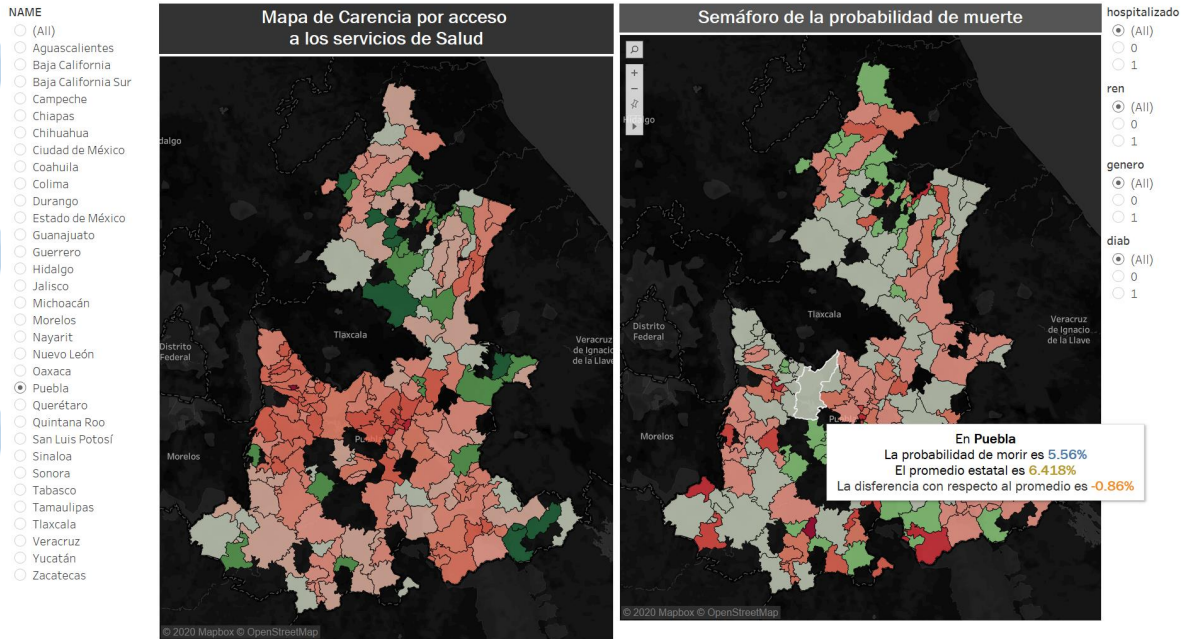 NAME
(All)
Aguascalientes
Baja California
Baja California Sur
Campeche
Chiapas
Chihuahua
Ciudad de México
Coahuila
Colima
Durango
Estado de México
Guanajuato
Guerrero
Hidalgo
Jalisco
Michoacán
Morelos
Nayarit
Nuevo León
Oaxaca
Puebla
Querétaro
Quintana Roo
San Luis Potosí
Sinaloa
Sonora
Tabasco
Tamaulipas
Tlaxcala
Veracruz
Yucatán
Zacatecas
Mapa de Carencia por acceso
a los servicios de Salud
dalgo
Tlaxcala
Distrito
Federal
Veracruz
de Ignacio
de la Llave
Morelos
© 2020 Mapbox © OpenStreetMap
Semáforo de la probabilidad de muerte
Tlaxcala
Distrito
Federal
Veracruz
de Ignacio...
de la Llave
Morelos
En Puebla
La probabilidad de morir es 5.56%
El promedio estatal es 6.418%
La disferencia con respecto al promedio es -0.86%
© 2020 Mapbox © OpenStreetMap
hospitalizado
(All)
0
1
ren
(All)
0
1
genero
(All)
0
1
diab
(All)
0
1